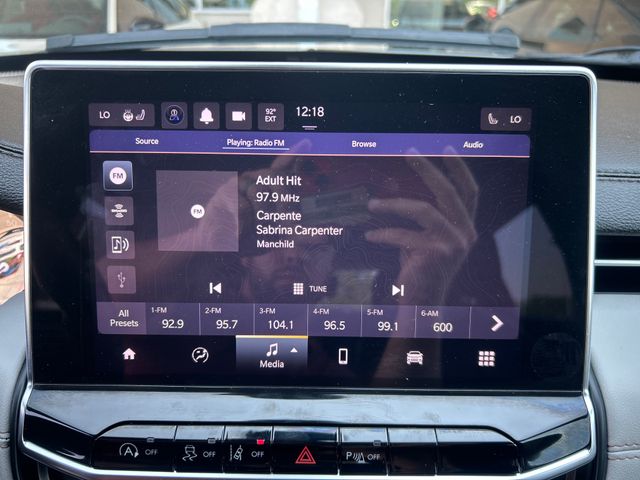 LO 92° EXT 12:18 LO
Source Playing: Radio FM Browse Audio
FM
FM
Adult Hit
97.9 MHz
Carpente
Sabrina Carpenter
Manchild
TUNE
All Presets
1-FM 2-FM 3-FM 4-FM 5-FM 6-AM
92.9 95.7 104.1 96.5 99.1 600
Media
A OFF OFF OFF P OFF